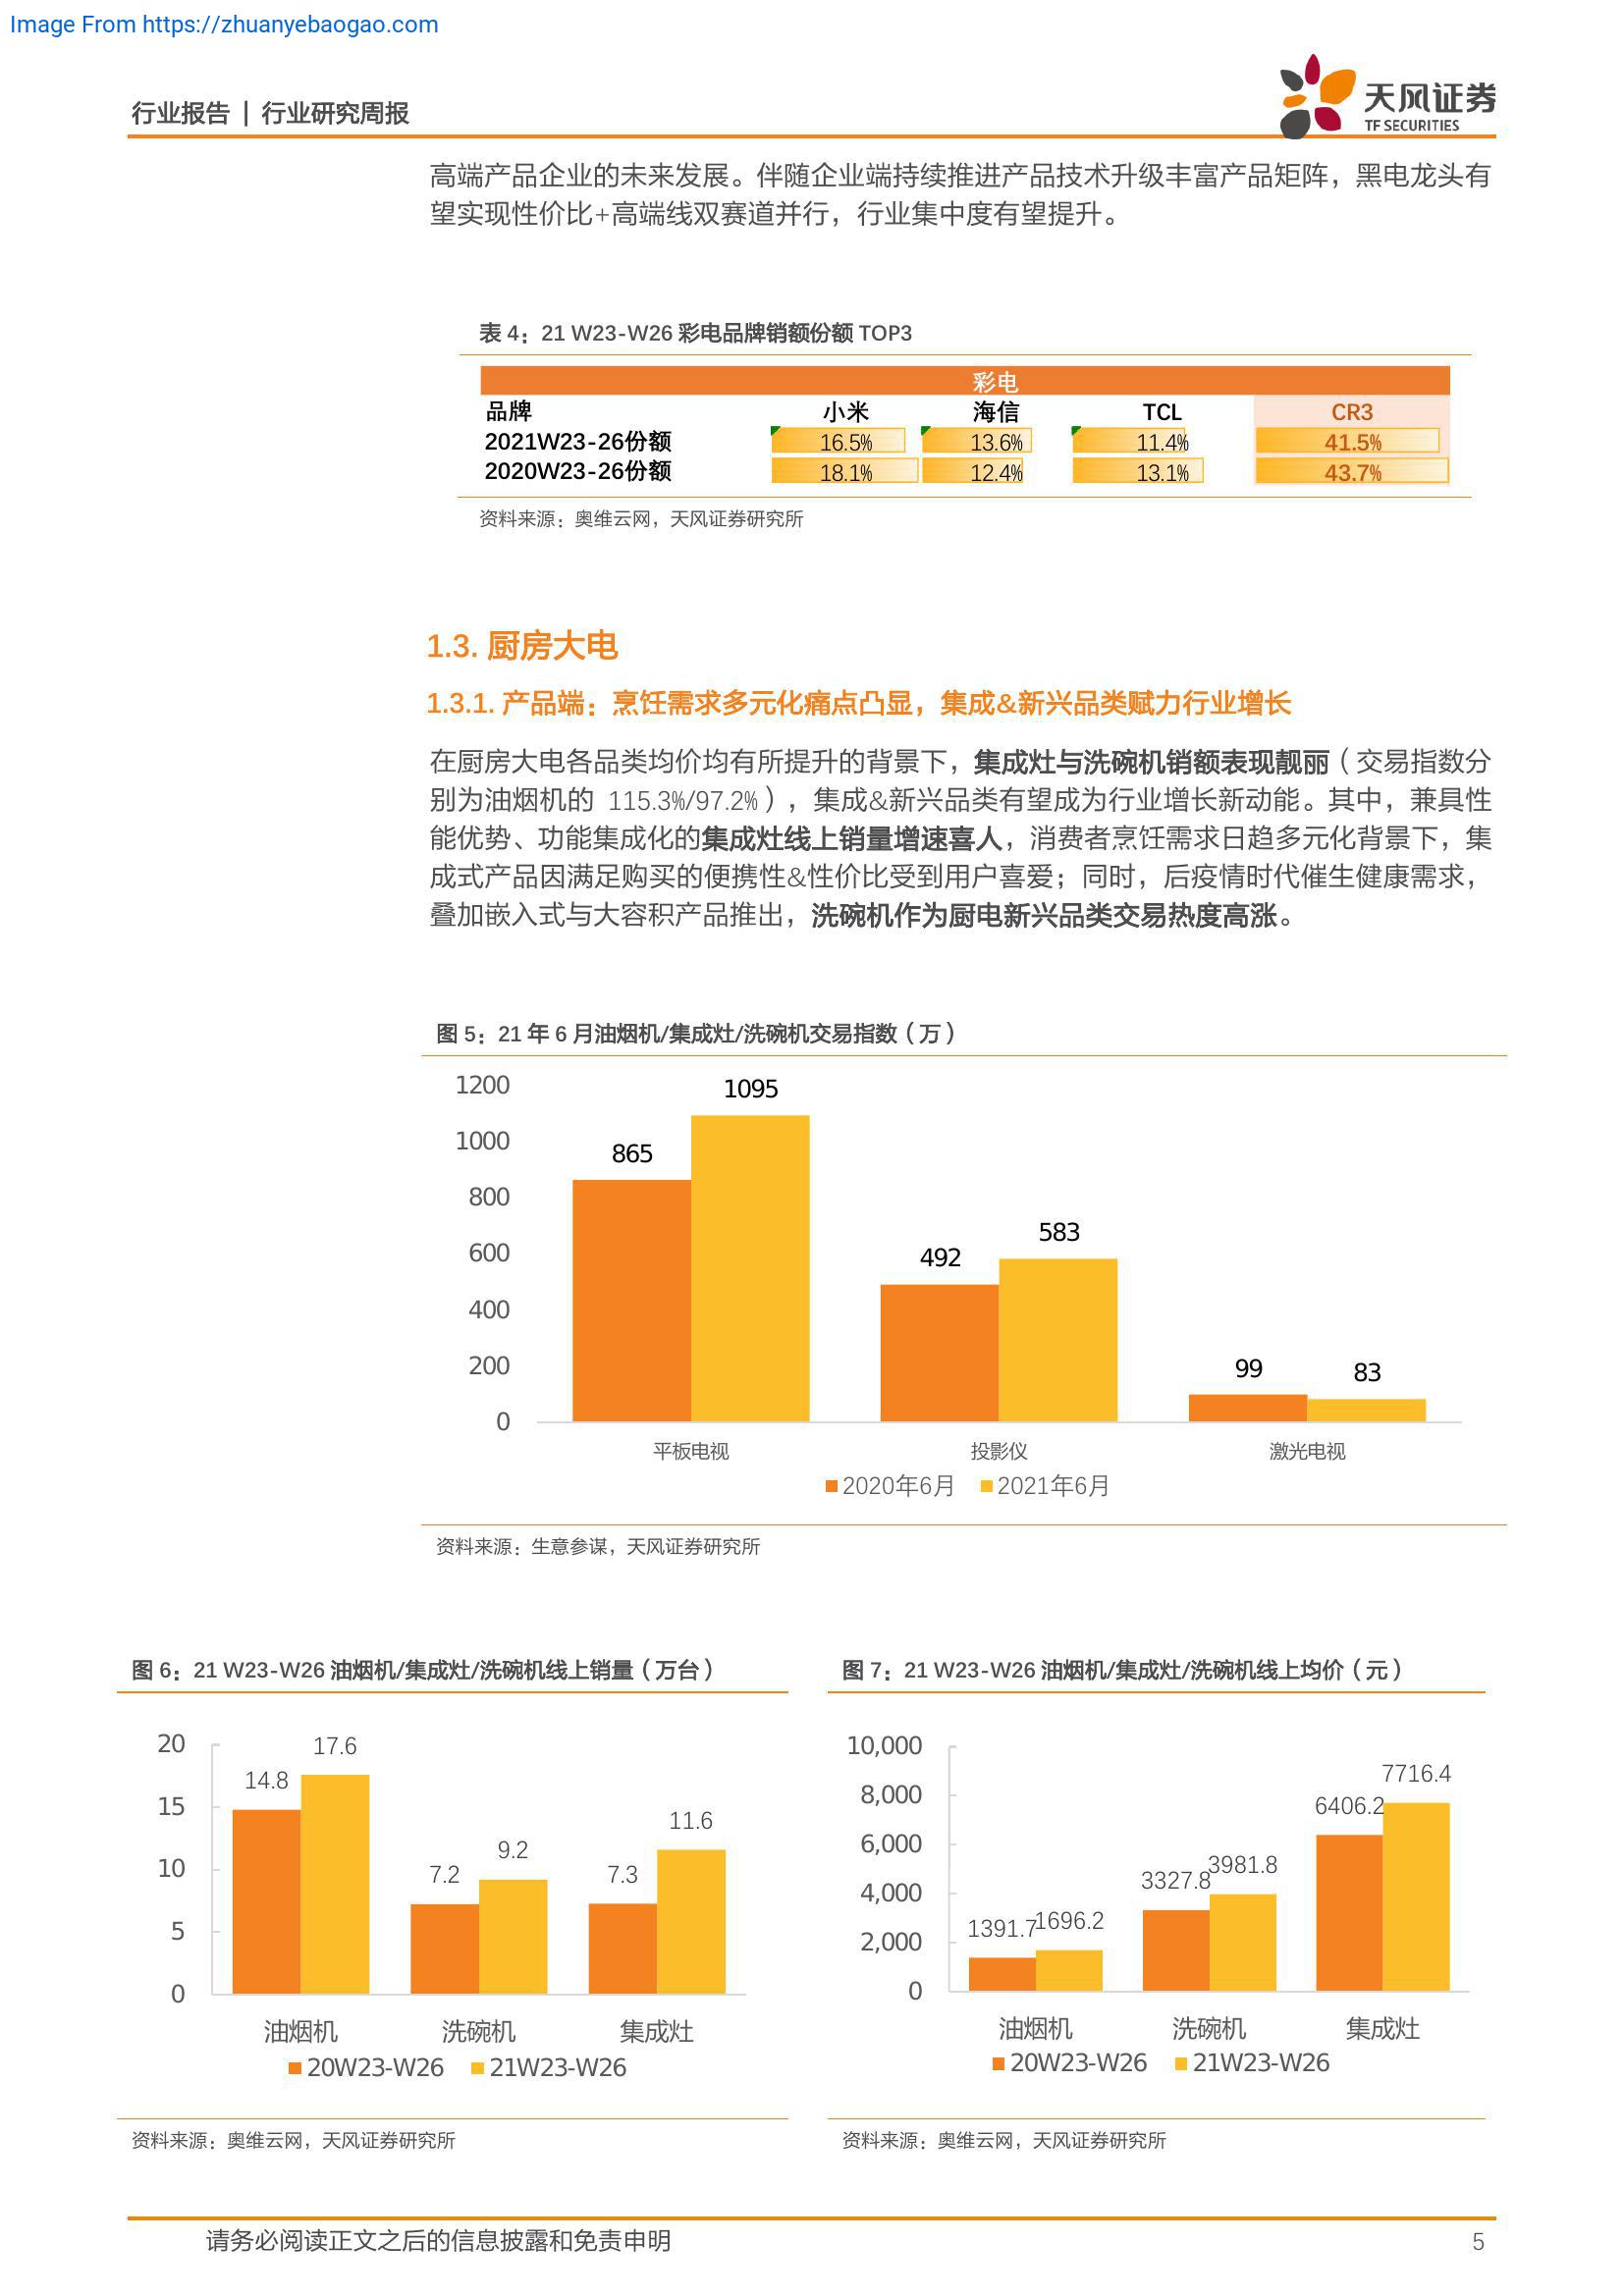 Image From https://zhuanyebaogao.com
行业报告 | 行业研究周报
天风证券
TF SECURITIES
高端产品企业的未来发展。伴随企业端持续推进产品技术升级丰富产品矩阵，黑电龙头有
望实现性价比+高端线双赛道并行，行业集中度有望提升。
表 4：21 W23-W26 彩电品牌销额份额 TOP3
彩电
品牌 小米 海信 TCL CR3
2021W23-26份额 16.5% 13.6% 11.4% 41.5%
2020W23-26份额 18.1% 12.4% 13.1% 43.7%
资料来源：奥维云网，天风证券研究所
1.3. 厨房大电
1.3.1. 产品端：烹饪需求多元化痛点凸显，集成&新兴品类赋力行业增长
在厨房大电各品类均价均有所提升的背景下，集成灶与洗碗机销额表现靓丽（交易指数分
别为油烟机的 115.3%/97.2%），集成&新兴品类有望成为行业增长新动能。其中，兼具性
能优势、功能集成化的集成灶线上销量增速喜人，消费者烹饪需求日趋多元化背景下，集
成式产品因满足购买的便携性&性价比受到用户喜爱；同时，后疫情时代催生健康需求，
叠加嵌入式与大容积产品推出，洗碗机作为厨电新兴品类交易热度高涨。
图 5：21 年 6 月油烟机/集成灶/洗碗机交易指数（万）
1200
1000
800
600
400
200
0
865 1095
492 583
99 83
平板电视 投影仪 激光电视
2020年6月 2021年6月
资料来源：生意参谋，天风证券研究所
图 6：21 W23-W26 油烟机/集成灶/洗碗机线上销量（万台）
20
15
10
5
0
14.8 17.6
7.2 9.2
7.3 11.6
油烟机 洗碗机 集成灶
20W23-W26 21W23-W26
资料来源：奥维云网，天风证券研究所
图 7：21 W23-W26 油烟机/集成灶/洗碗机线上均价（元）
10,000
8,000
6,000
4,000
2,000
0
1391.7 1696.2
3327.8 3981.8
6406.2 7716.4
油烟机 洗碗机 集成灶
20W23-W26 21W23-W26
资料来源：奥维云网，天风证券研究所
请务必阅读正文之后的信息披露和免责申明 5